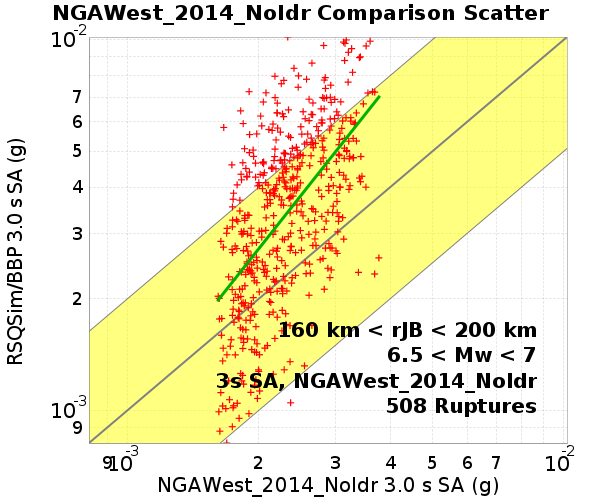 NGAWest_2014_NoIdr Comparison Scatter
10-2
7
6
5
4
3
2
10-3
9
RSQSim/BBP 3.0 s SA (g)
160 km < rJB < 200 km
6.5 < Mw < 7
3s SA, NGAWest_2014_NoIdr
508 Ruptures
9 10-3 2 3 4 5 6 7 10-2
NGAWest_2014_NoIdr 3.0 s SA (g)